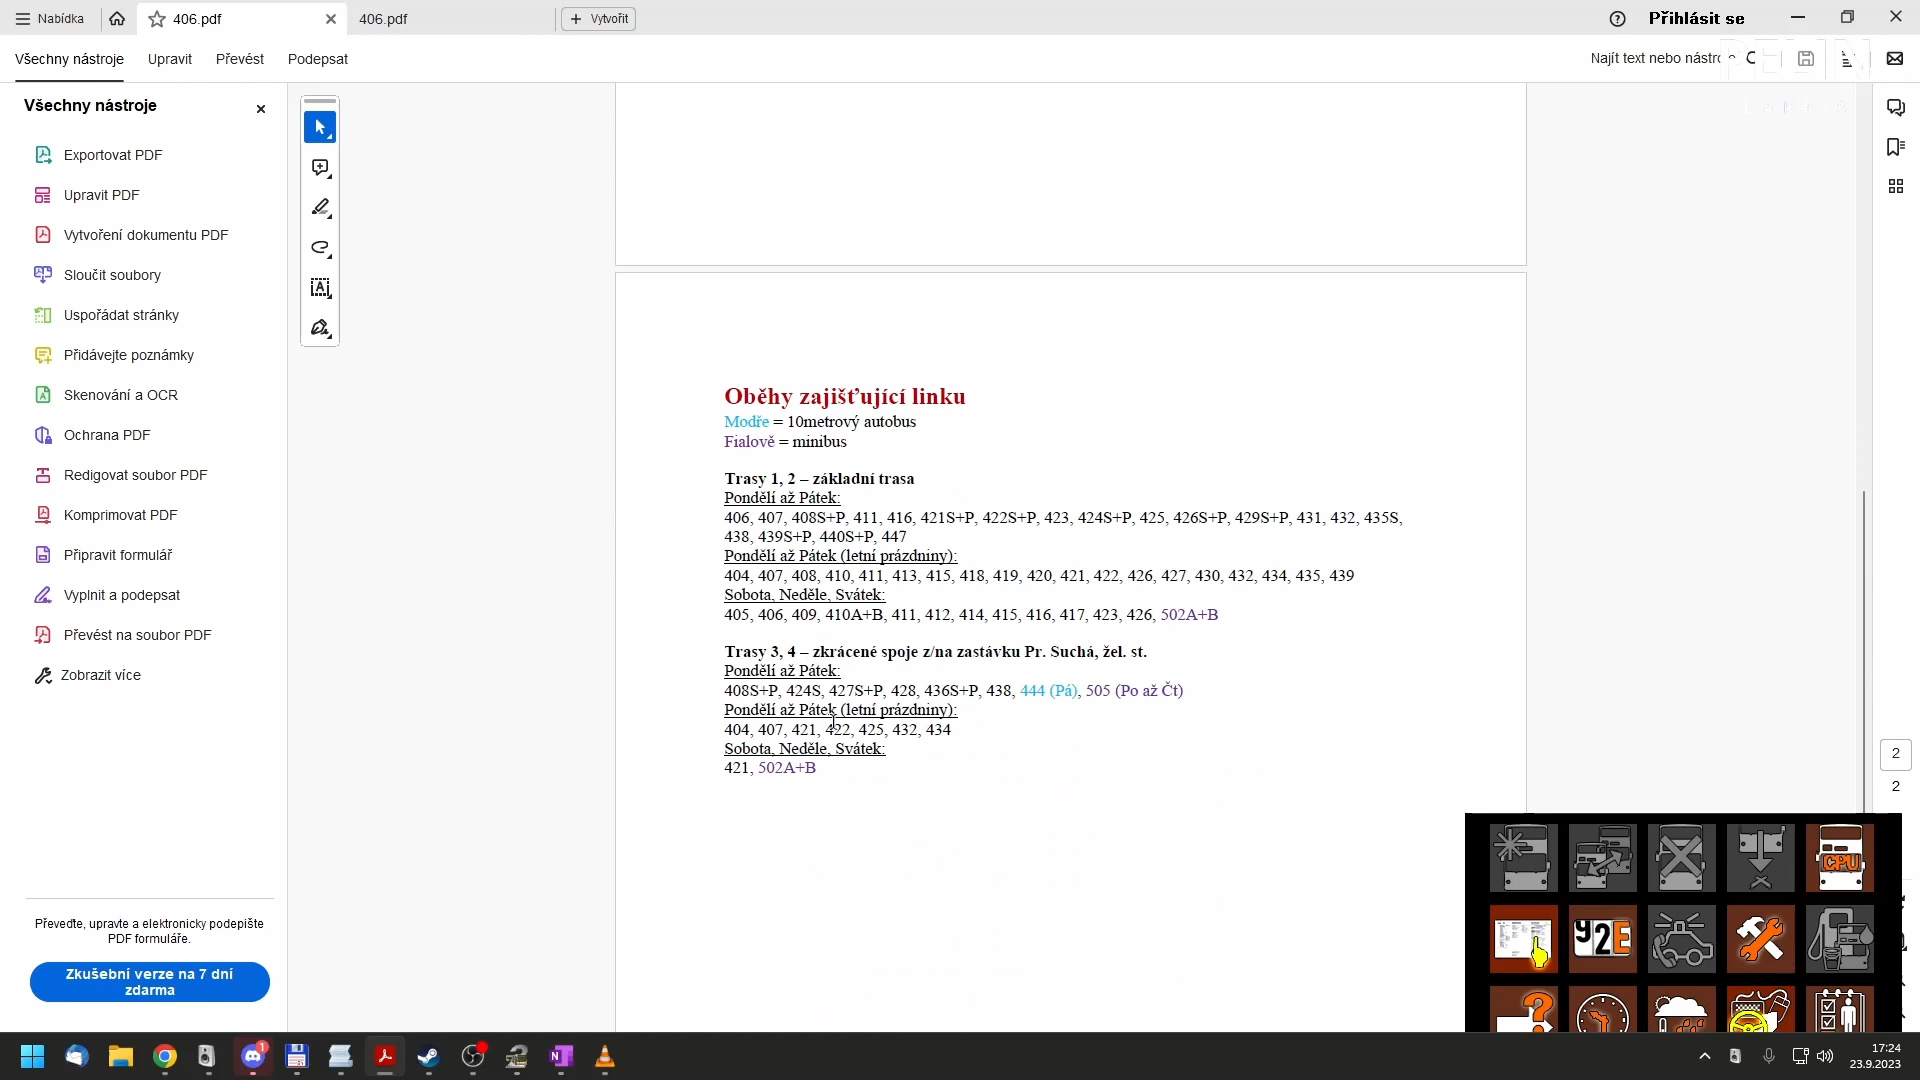 Nabídka
406.pdf
406.pdf
Vytvořit
Přihlásit se
Všechny nástroje
Upravit
Převést
Podepsat
Najít text nebo nástro
Všechny nástroje
Exportovat PDF
Upravit PDF
Vytvoření dokumentu PDF
Sloučit soubory
Uspořádat stránky
Přidávejte poznámky
Skenování a OCR
Ochrana PDF
Redigovat soubor PDF
Komprimovat PDF
Připravit formulář
Vyplnit a podepsat
Převést na soubor PDF
Zobrazit více
Převeďte, upravte a elektronicky podepište
PDF formuláře.
Zkušební verze na 7 dní
zdarma
Oběhy zajišťující linku
Modře = 10metrový autobus
Fialově = minibus
Trasy 1, 2 – základní trasa
Pondělí až Pátek:
406, 407, 408S+P, 411, 416, 421S+P, 422S+P, 423, 424S+P, 425, 426S+P, 429S+P, 431, 432, 435S,
438, 439S+P, 440S+P, 447
Pondělí až Pátek (letní prázdniny):
404, 407, 408, 410, 411, 413, 415, 418, 419, 420, 421, 422, 426, 427, 430, 432, 434, 435, 439
Sobota, Neděle, Svátek:
405, 406, 409, 410A+B, 411, 412, 414, 415, 416, 417, 423, 426, 502A+B
Trasy 3, 4 – zkrácené spoje z/na zastávku Pr. Suchá, žel. st.
Pondělí až Pátek:
408S+P, 424S, 427S+P, 428, 436S+P, 438, 444 (Pá), 505 (Po až Čt)
Pondělí až Pátek (letní prázdniny):
404, 407, 421, 422, 425, 432, 434
Sobota, Neděle, Svátek:
421, 502A+B
2
2
CPU
92E
1
17:24
23.9.2023